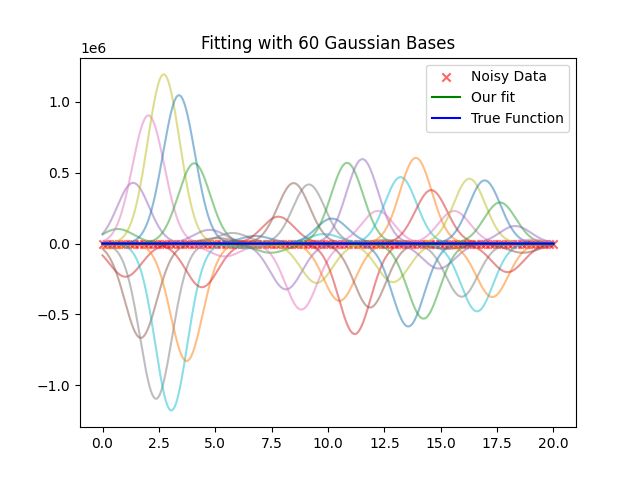 Fitting with 60 Gaussian Bases
1e6
Noisy Data
Our fit
True Function
1.0
0.5
0.0
−0.5
−1.0
0.0 2.5 5.0 7.5 10.0 12.5 15.0 17.5 20.0